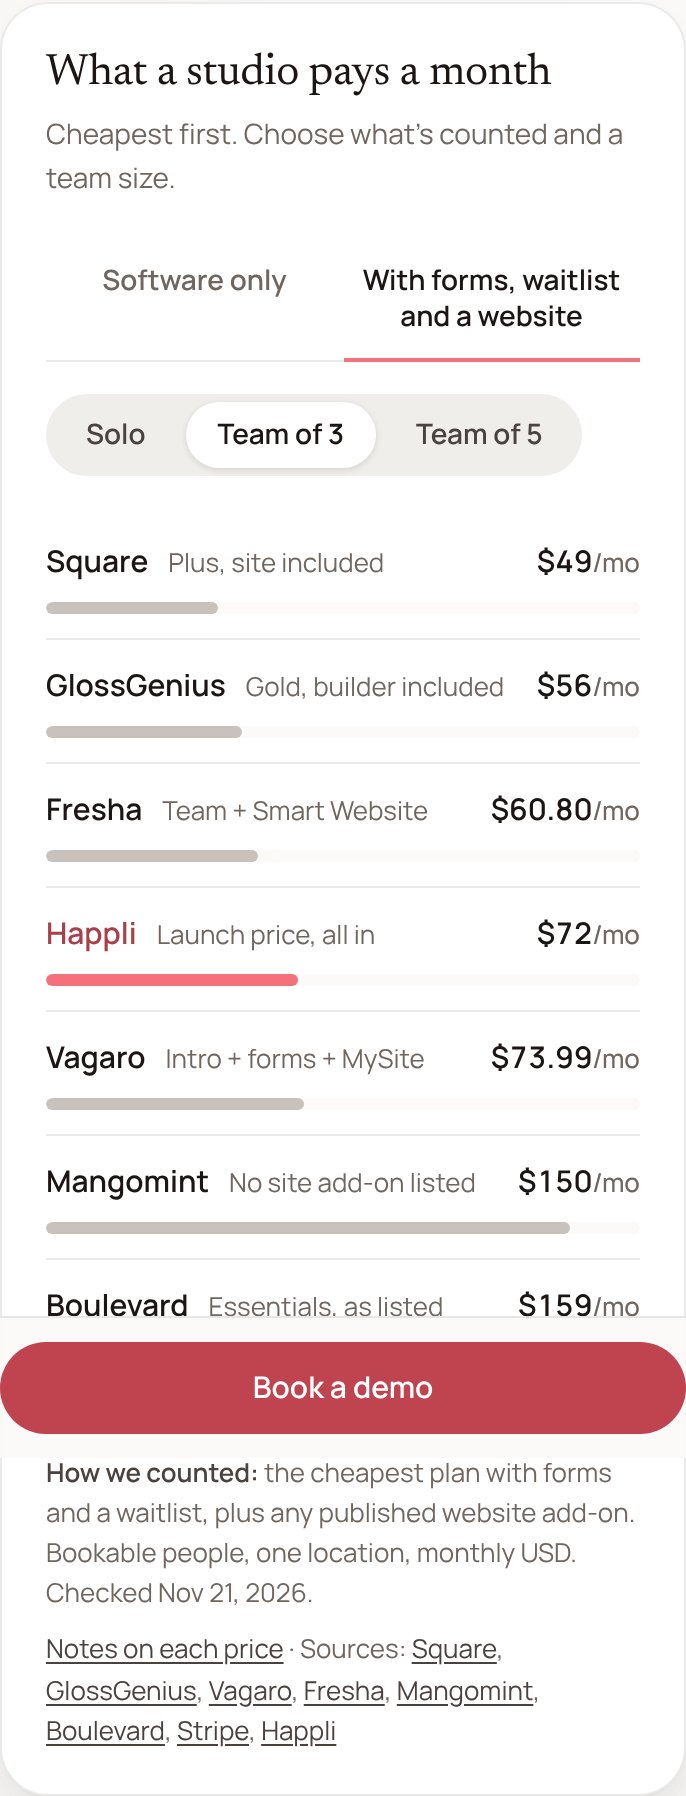 What a studio pays a month
Cheapest first. Choose what's counted and a
team size.
Software only
With forms, waitlist
and a website
Solo
Team of 3
Team of 5
Square Plus, site included $49/mo
GlossGenius Gold, builder included $56/mo
Fresha Team + Smart Website $60.80/mo
Happli Launch price, all in $72/mo
Vagaro Intro + forms + MySite $73.99/mo
Mangomint No site add-on listed $150/mo
Boulevard Essentials, as listed $159/mo
Book a demo
How we counted: the cheapest plan with forms
and a waitlist, plus any published website add-on.
Bookable people, one location, monthly USD.
Checked Nov 21, 2026.
Notes on each price · Sources: Square,
GlossGenius, Vagaro, Fresha, Mangomint,
Boulevard, Stripe, Happli